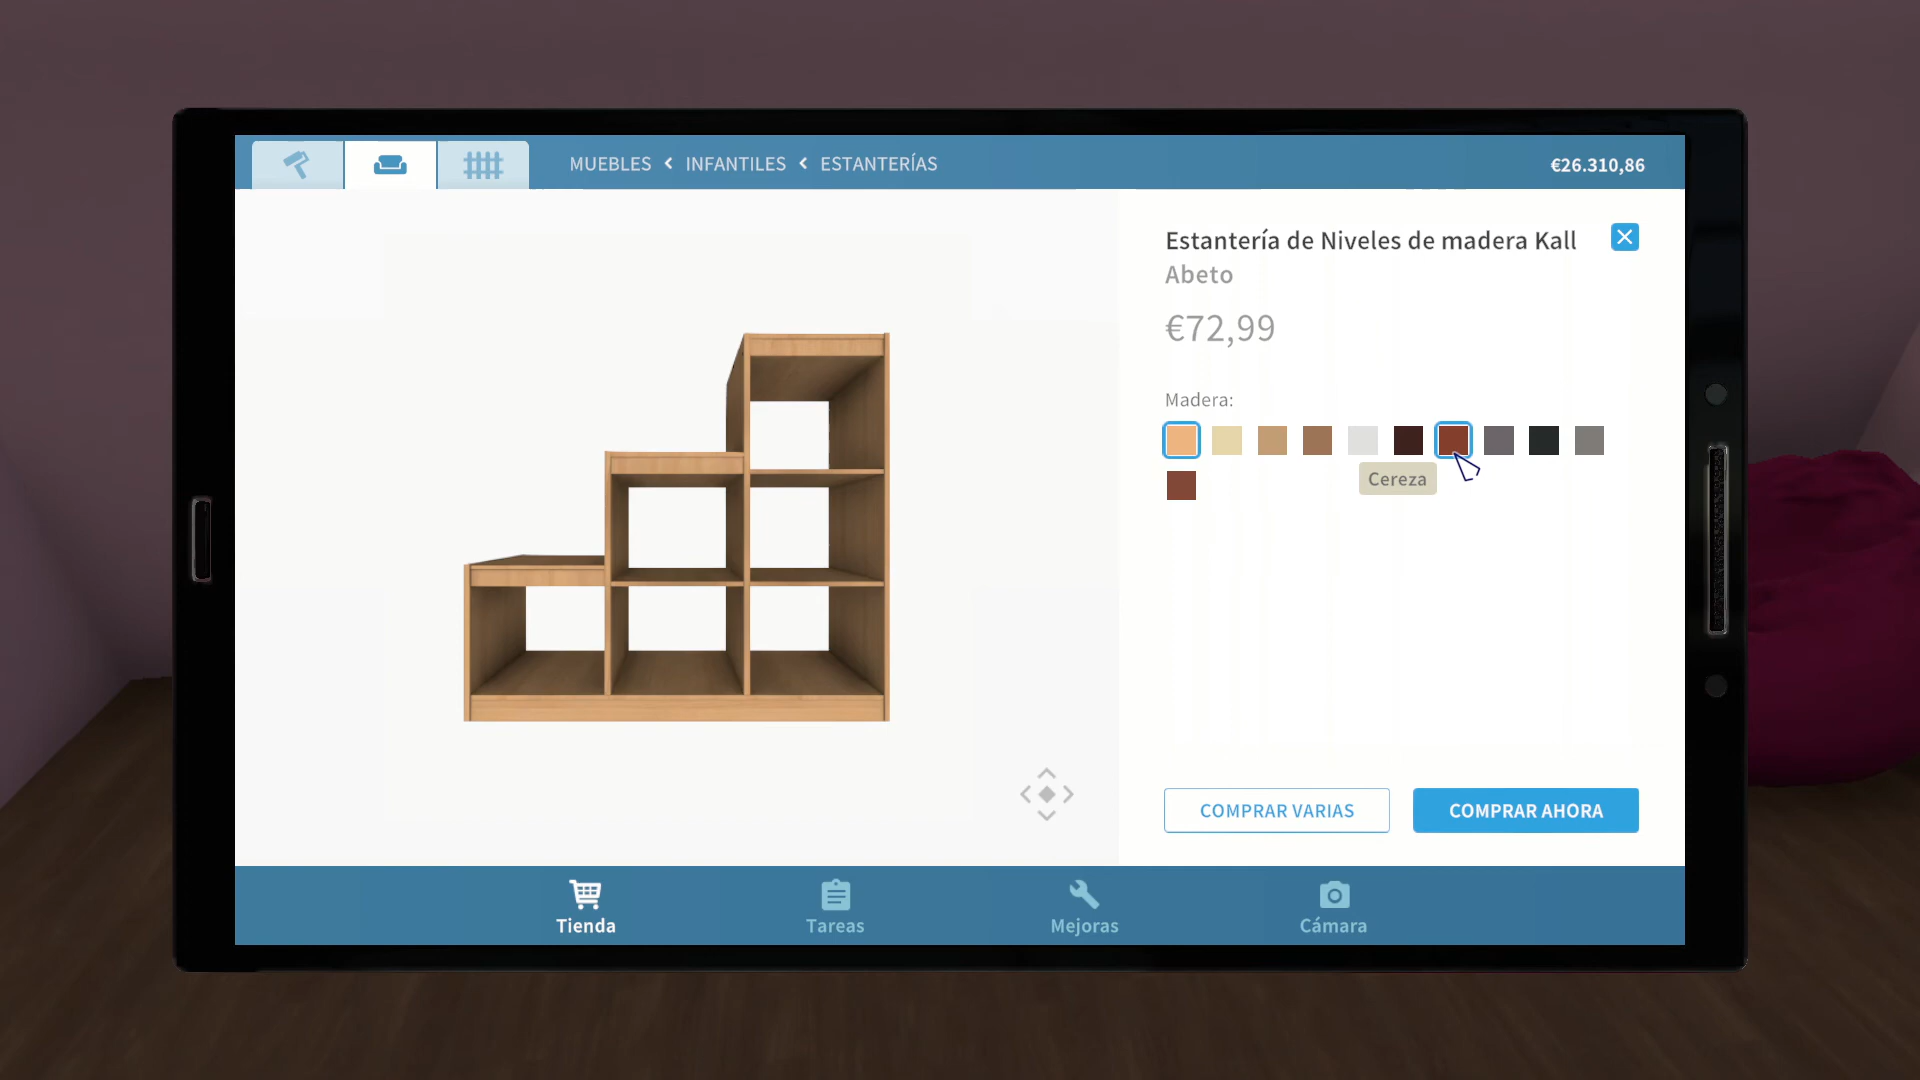 MUEBLES < INFANTILES < ESTANTERÍAS
€26.310,86
Estantería de Niveles de madera Kall
Abeto
€72,99
Madera:
Cereza
COMPRAR VARIAS
COMPRAR AHORA
Tienda
Tareas
Mejoras
Cámara